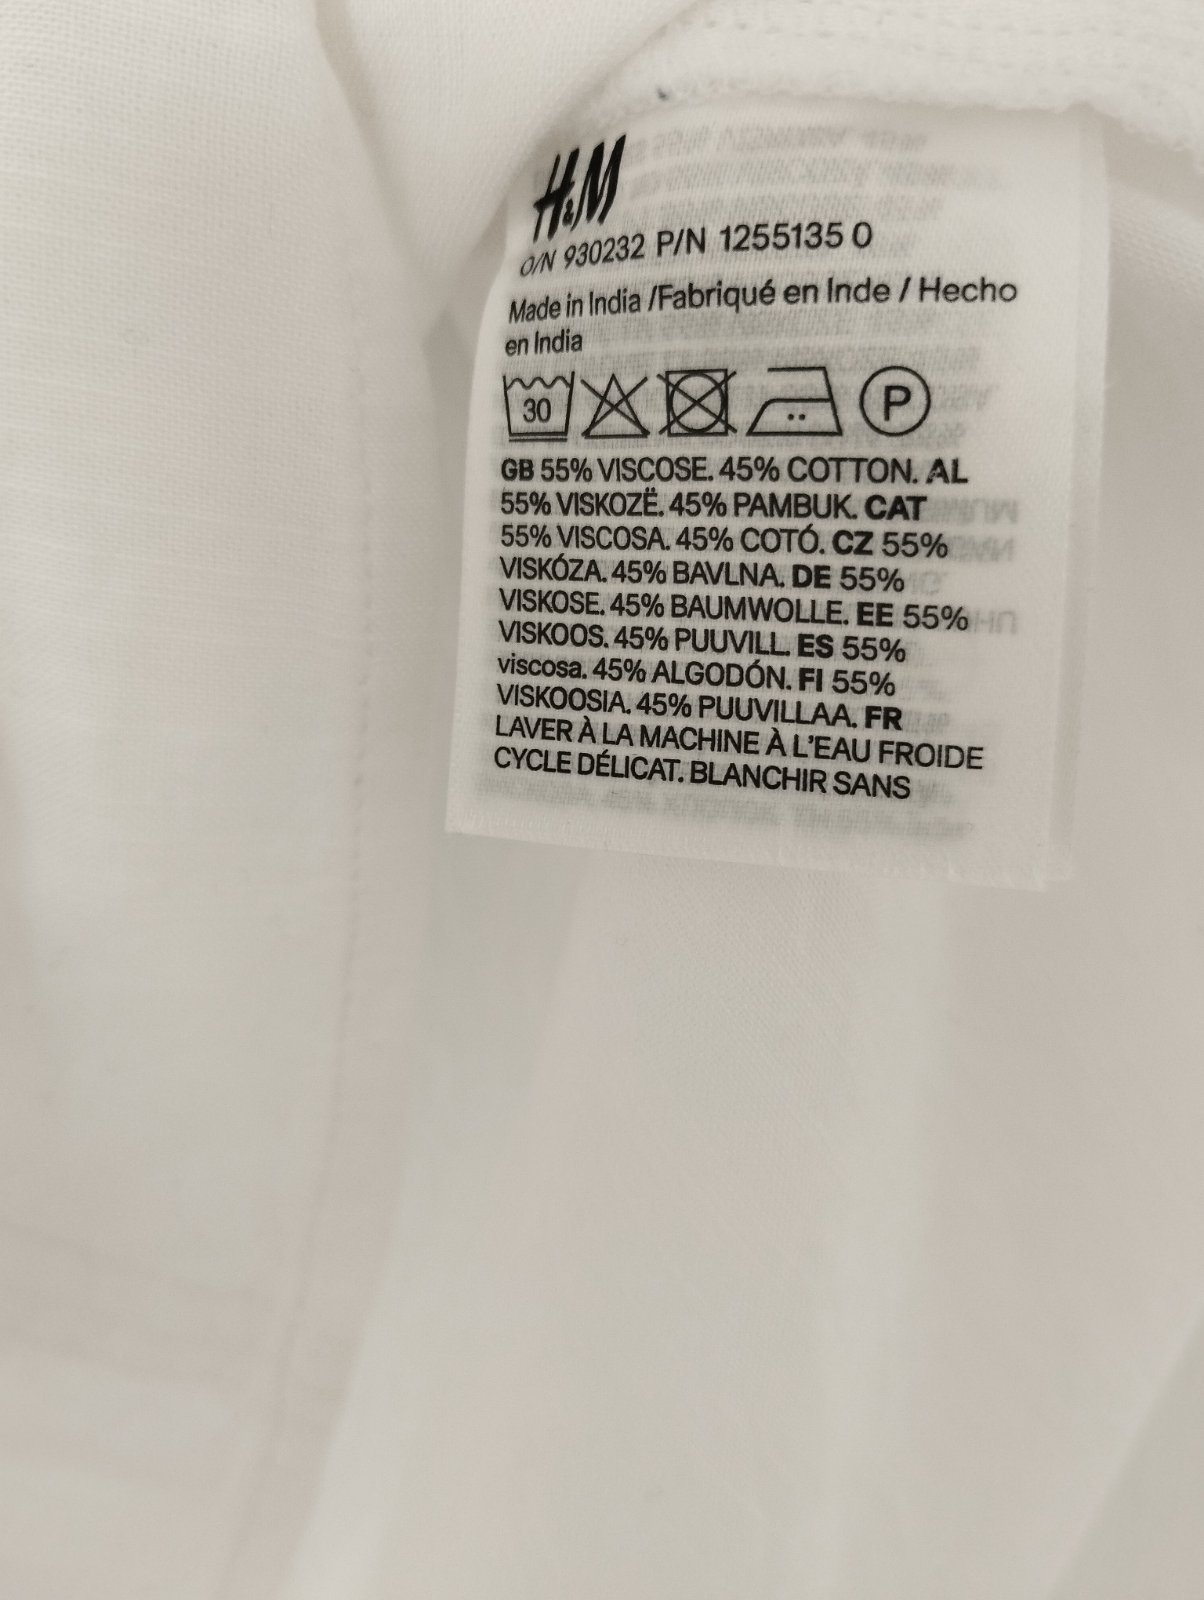 H&M
O/N 930232 P/N 1255135 0
Made in India /Fabriqué en Inde / Hecho
en India
30 P
GB 55% VISCOSE. 45% COTTON. AL
55% VISKOZË. 45% PAMBUK. CAT
55% VISCOSA. 45% COTÓ. CZ 55%
VISKÓZA. 45% BAVLNA. DE 55%
VISKOSE. 45% BAUMWOLLE. EE 55%
VISKOOS. 45% PUUVILL. ES 55%
viscosa. 45% ALGODÓN. FI 55%
VISKOOSIA. 45% PUUVILLAA. FR
LAVER À LA MACHINE À L'EAU FROIDE
CYCLE DÉLICAT. BLANCHIR SANS